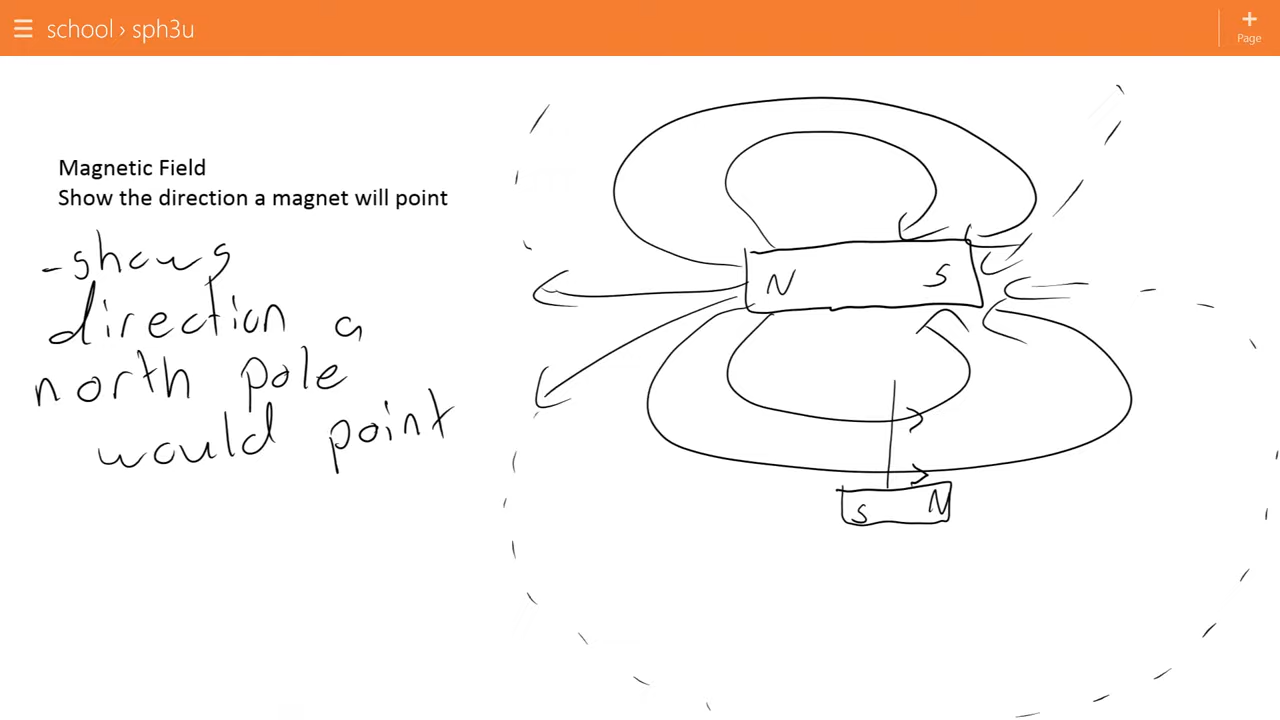 school › sph3u
Page
Magnetic Field
Show the direction a magnet will point
-shows
direction a
north pole
would point
N S
S N